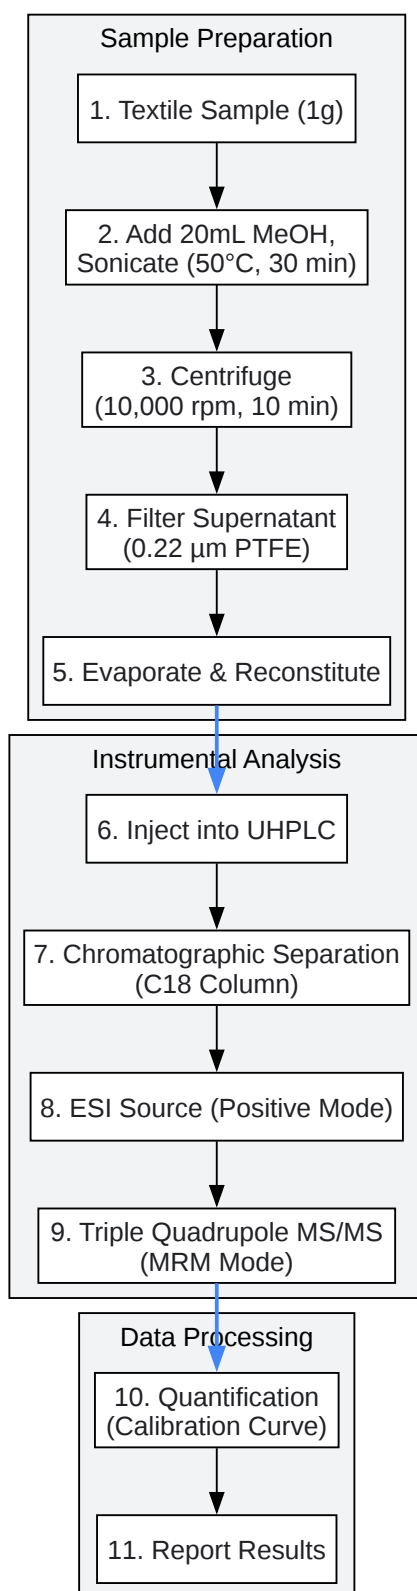 Sample Preparation
1. Textile Sample (1g)
2. Add 20mL MeOH,
Sonicate (50°C, 30 min)
3. Centrifuge
(10,000 rpm, 10 min)
4. Filter Supernatant
(0.22 µm PTFE)
5. Evaporate & Reconstitute
Instrumental Analysis
6. Inject into UHPLC
7. Chromatographic Separation
(C18 Column)
8. ESI Source (Positive Mode)
9. Triple Quadrupole MS/MS
(MRM Mode)
Data Processing
10. Quantification
(Calibration Curve)
11. Report Results